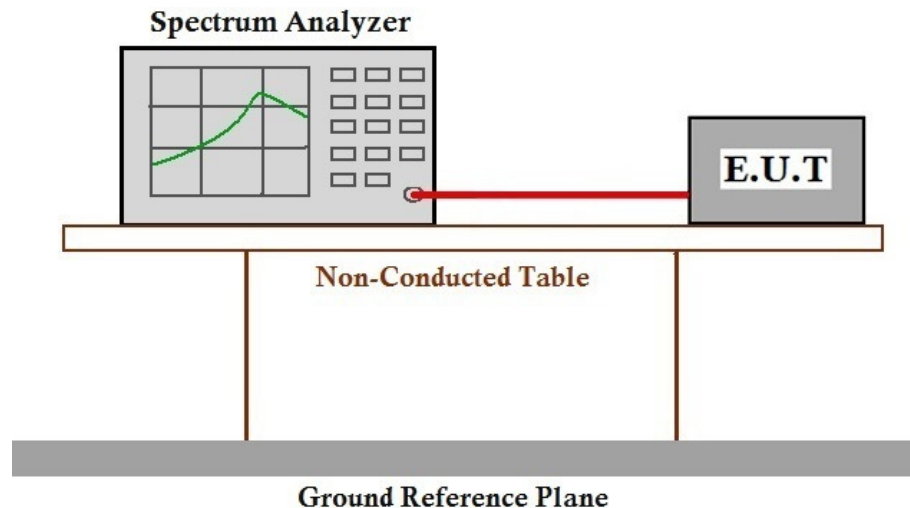 Spectrum Analyzer
E.U.T
Non-Conducted Table
Ground Reference Plane